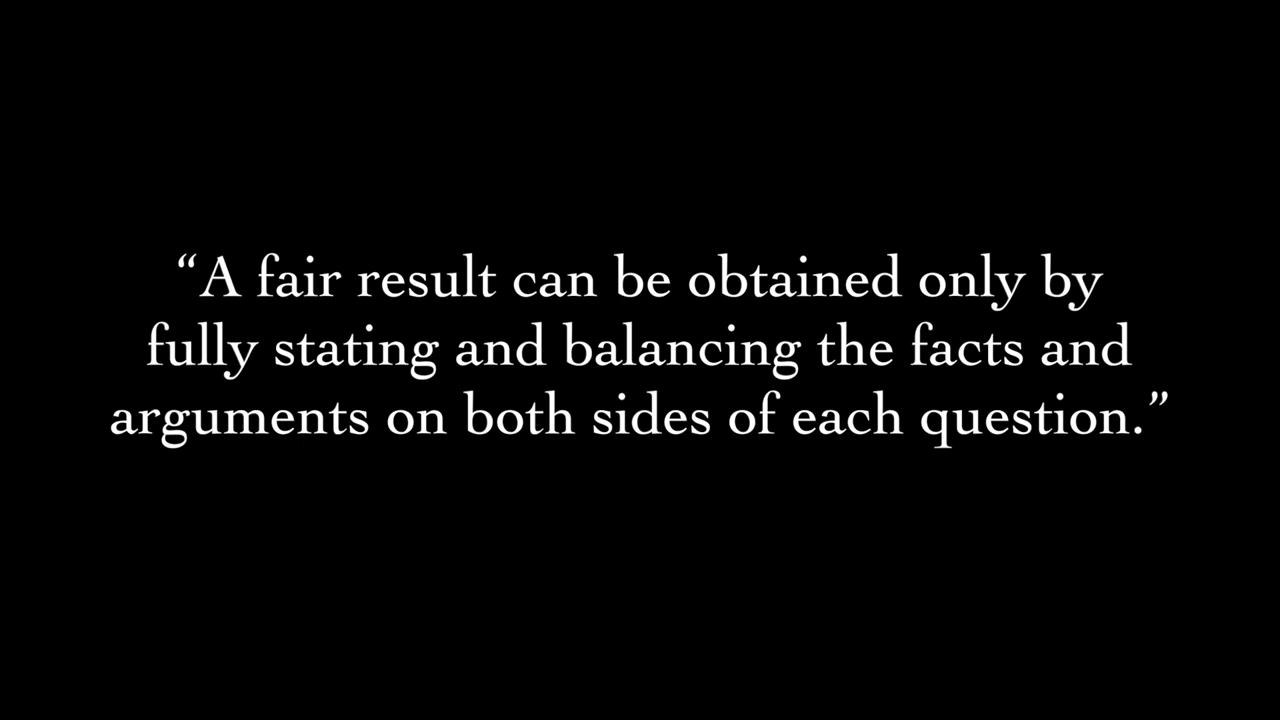 “A fair result can be obtained only by
fully stating and balancing the facts and
arguments on both sides of each question.”